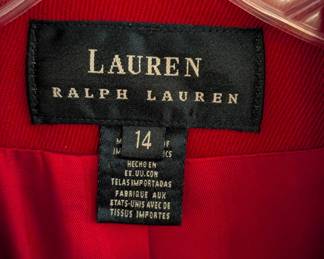 LAUREN
RALPH LAUREN
14
HECHO EN
EE.UU.CON
TELAS IMPORTADAS
FABRIQUE AUX
ETATS-UNIS AVEC DE
TISSUS IMPORTES